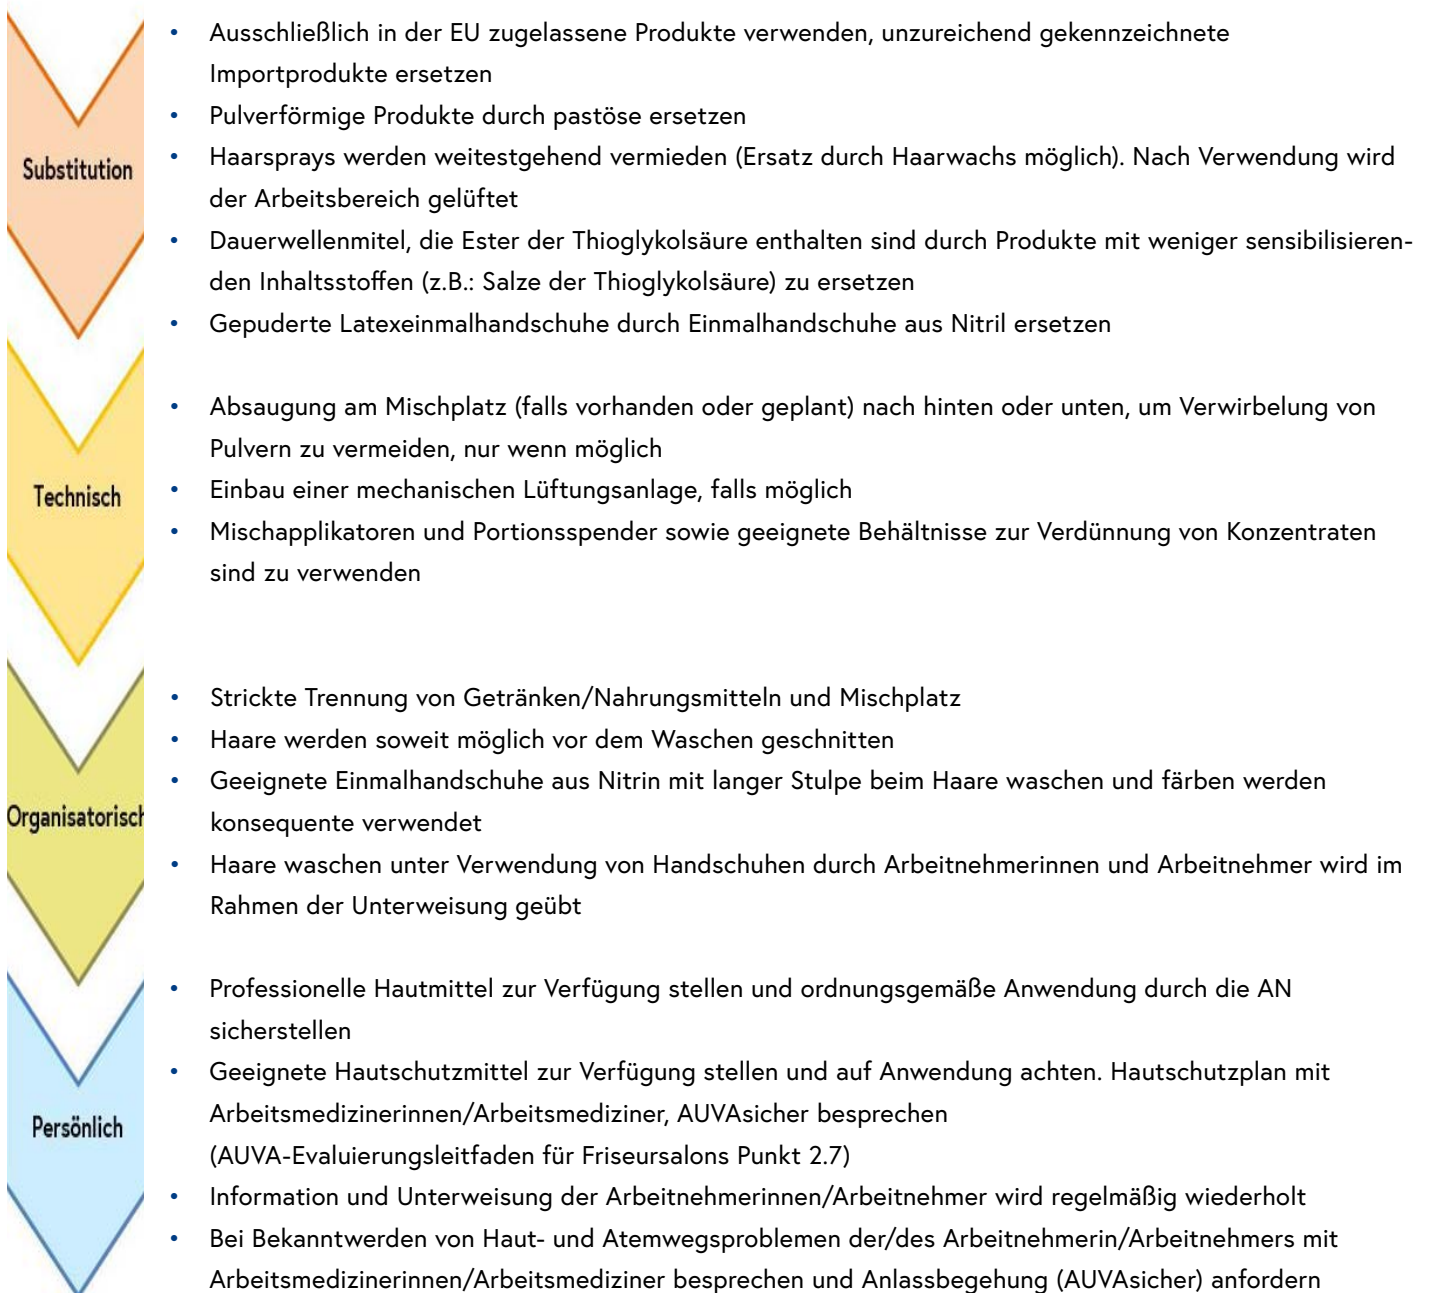 • Ausschließlich in der EU zugelassene Produkte verwenden, unzureichend gekennzeichnete
Importprodukte ersetzen
• Pulverförmige Produkte durch pastöse ersetzen
Substitution
• Haarsprays werden weitestgehend vermieden (Ersatz durch Haarwachs möglich). Nach Verwendung wird
der Arbeitsbereich gelüftet
• Dauerwellenmitel, die Ester der Thioglykolsäure enthalten sind durch Produkte mit weniger sensibilisieren-
den Inhaltsstoffen (z.B.: Salze der Thioglykolsäure) zu ersetzen
• Gepuderte Latexeinmalhandschuhe durch Einmalhandschuhe aus Nitril ersetzen
Technisch
• Absaugung am Mischplatz (falls vorhanden oder geplant) nach hinten oder unten, um Verwirbelung von
Pulvern zu vermeiden, nur wenn möglich
• Einbau einer mechanischen Lüftungsanlage, falls möglich
• Mischapplikatoren und Portionsspender sowie geeignete Behältnisse zur Verdünnung von Konzentraten
sind zu verwenden
Organisatorisch
• Strickte Trennung von Getränken/Nahrungsmitteln und Mischplatz
• Haare werden soweit möglich vor dem Waschen geschnitten
• Geeignete Einmalhandschuhe aus Nitrin mit langer Stulpe beim Haare waschen und färben werden
konsequente verwendet
• Haare waschen unter Verwendung von Handschuhen durch Arbeitnehmerinnen und Arbeitnehmer wird im
Rahmen der Unterweisung geübt
Persönlich
• Professionelle Hautmittel zur Verfügung stellen und ordnungsgemäße Anwendung durch die AN
sicherstellen
• Geeignete Hautschutzmittel zur Verfügung stellen und auf Anwendung achten. Hautschutzplan mit
Arbeitsmedizinerinnen/Arbeitsmediziner, AUVAsicher besprechen
(AUVA-Evaluierungsleitfaden für Friseursalons Punkt 2.7)
• Information und Unterweisung der Arbeitnehmerinnen/Arbeitnehmer wird regelmäßig wiederholt
• Bei Bekanntwerden von Haut- und Atemwegsproblemen der/des Arbeitnehmerin/Arbeitnehmers mit
Arbeitsmedizinerinnen/Arbeitsmediziner besprechen und Anlassbegehung (AUVAsicher) anfordern